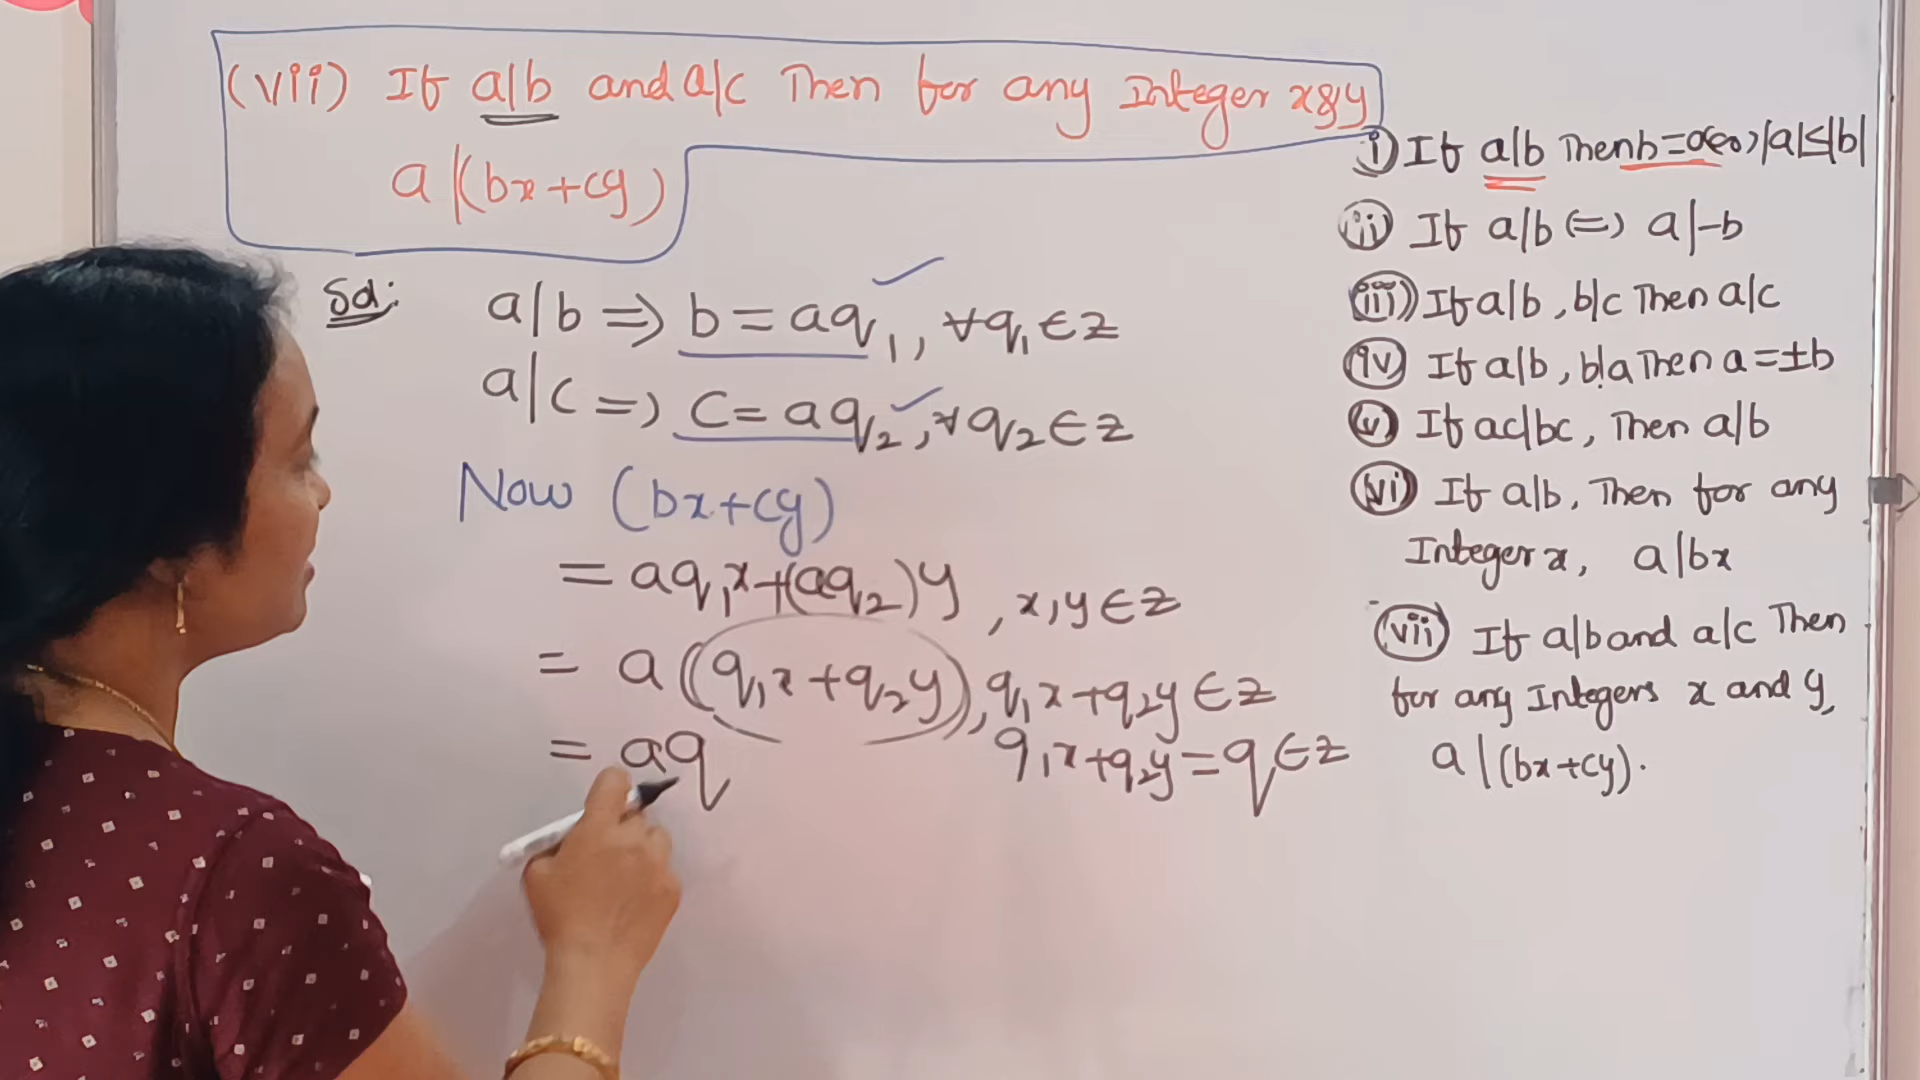 (vii) If a|b and a|c Then for any Integer x&y
a|(bx+cy)
Sol:
a|b => b = aq₁, ∀q₁∈z
a|c => c = aq₂, ∀q₂∈z
Now (bx+cy)
= aq₁x+(aq₂)y, x,y∈z
= a(q₁x+q₂y), q₁x+q₂y∈z
= aq q₁x+q₂y=q∈z
i) If a|b Then b=0(or) |a|≤|b|
ii) If a|b (=) a|-b
iii) If a|b, b|c Then a|c
iv) If a|b, b|a Then a=±b
v) If ac|bc, Then a|b
vi) If a|b, Then for any
Integer x, a|bx
vii) If a|b and a|c Then
for any Integers x and y,
a|(bx+cy).